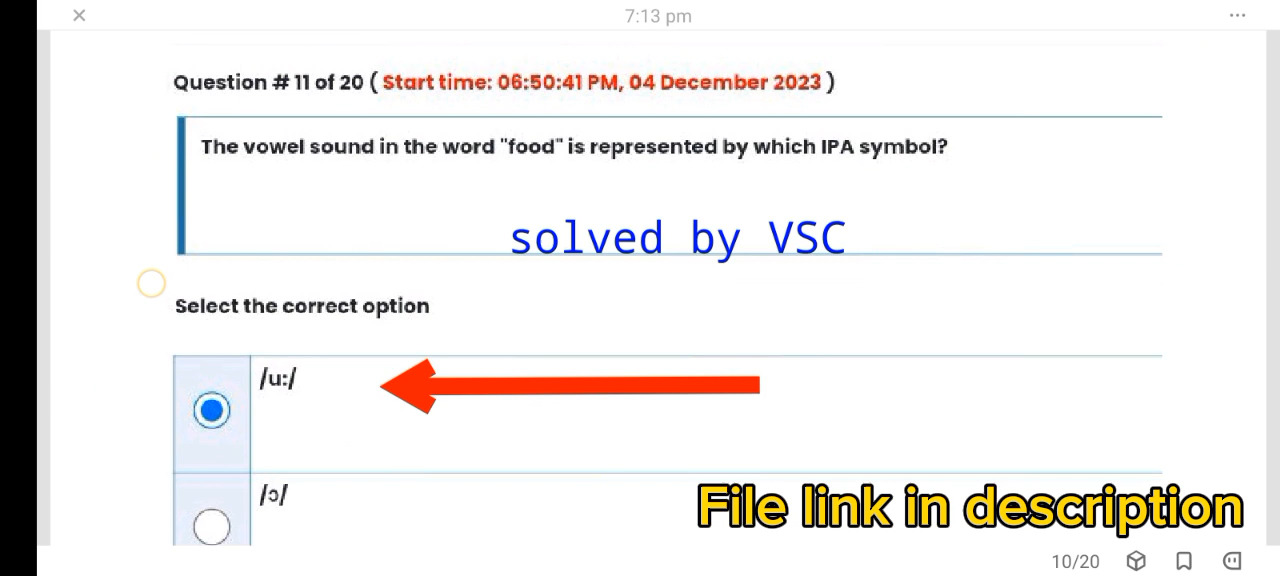 7:13 pm
Question # 11 of 20 ( Start time: 06:50:41 PM, 04 December 2023 )
The vowel sound in the word "food" is represented by which IPA symbol?
solved by VSC
Select the correct option
/u:/
/ɔ/
File link in description
10/20